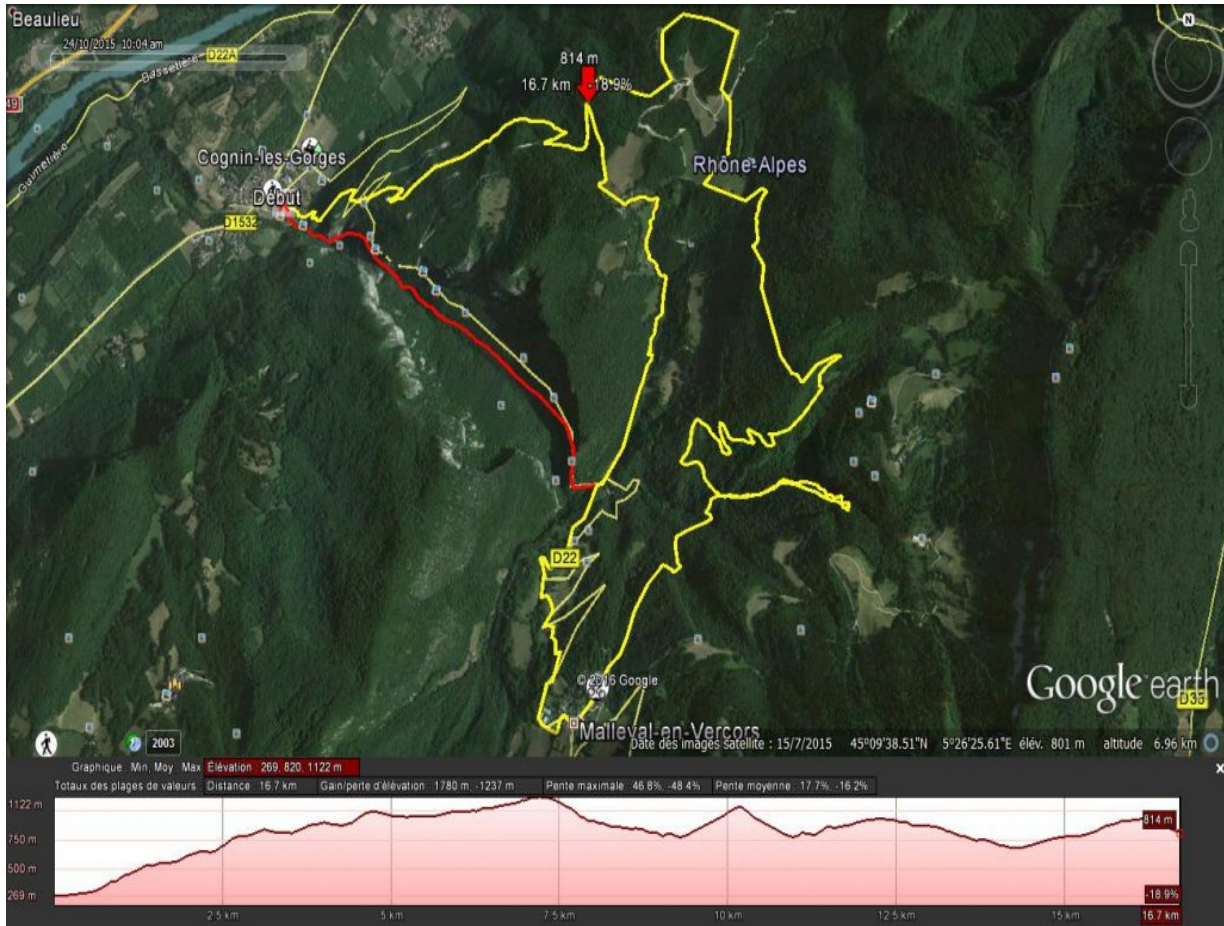 Beaulieu
24/10/2015 10:04 am
D22A
Basseliere
49
N
814 m
16.7 km -18.9%
Cognin-les-Gorges
Rhône-Alpes
Début
D1532
D22
© 2016 Google
Google earth
D35
Malleval-en-Vercors
Date des images satellite : 15/7/2015 45°09'38.51"N 5°26'25.61"E élév. 801 m altitude 6.96 km
2003
Graphique : Min, Moy, Max Élévation : 269, 820, 1122 m
x
Totaux des plages de valeurs : Distance : 16.7 km Gain/perte d'élévation : 1780 m, -1237 m Pente maximale : 46.8%, -48.4% Pente moyenne : 17.7%, -16.2%
1122 m
814 m
750 m
500 m
269 m
-18.9%
2.5 km 5 km 7.5 km 10 km 12.5 km 15 km 16.7 km